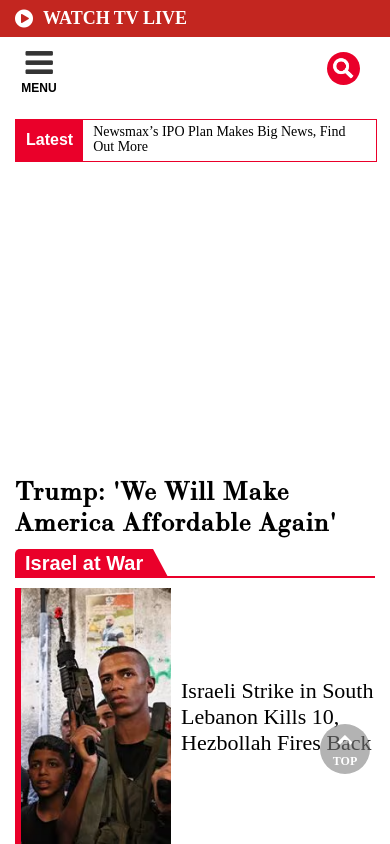 WATCH TV LIVE
MENU
Latest
Newsmax’s IPO Plan Makes Big News, Find
Out More
Trump: 'We Will Make
America Affordable Again'
Israel at War
Israeli Strike in South
Lebanon Kills 10,
Hezbollah Fires Back
TOP